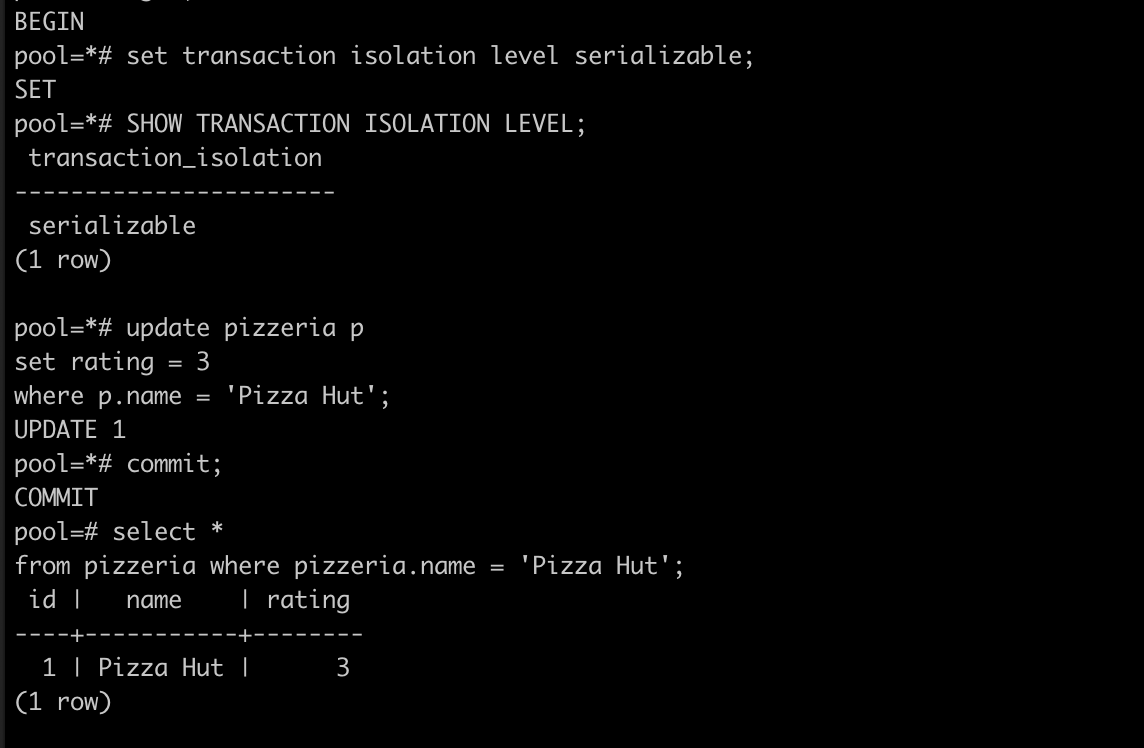 BEGIN
pool=*# set transaction isolation level serializable;
SET
pool=*# SHOW TRANSACTION ISOLATION LEVEL;
 transaction_isolation
-----------------------
 serializable
(1 row)

pool=*# update pizzeria p
set rating = 3
where p.name = 'Pizza Hut';
UPDATE 1
pool=*# commit;
COMMIT
pool=# select *
from pizzeria where pizzeria.name = 'Pizza Hut';
 id |   name    | rating
----+-----------+--------
  1 | Pizza Hut |      3
(1 row)